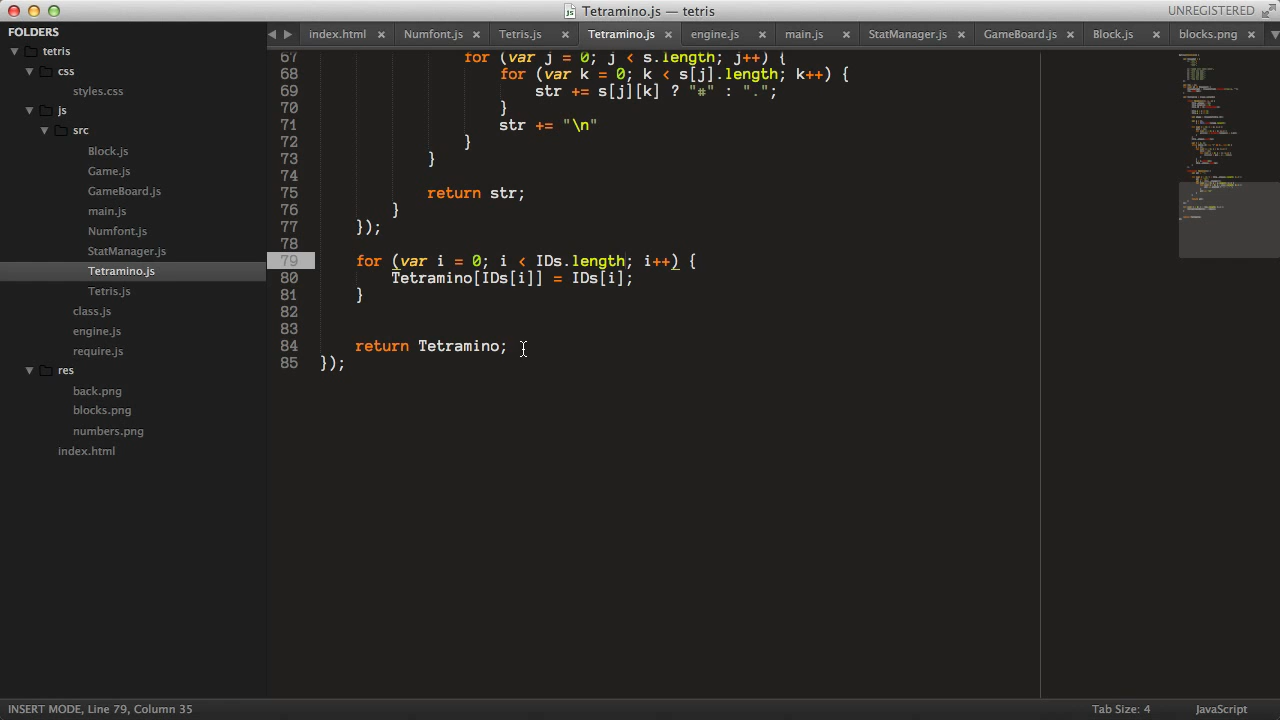 Tetramino.js — tetris
UNREGISTERED
FOLDERS
tetris
css
styles.css
js
src
Block.js
Game.js
GameBoard.js
main.js
Numfont.js
StatManager.js
Tetramino.js
Tetris.js
class.js
engine.js
require.js
res
back.png
blocks.png
numbers.png
index.html
index.html × Numfont.js × Tetris.js × Tetramino.js × engine.js × main.js × StatManager.js × GameBoard.js × Block.js × blocks.png ×
67 for (var j = 0; j < s.length; j++) {
68 for (var k = 0; k < s[j].length; k++) {
69 str += s[j][k] ? "#" : ".";
70 }
71 str += "\n"
72 }
73 }
74
75 return str;
76 }
77 });
78
79 for (var i = 0; i < IDs.length; i++) {
80 Tetramino[IDs[i]] = IDs[i];
81 }
82
83
84 return Tetramino;
85 });
INSERT MODE, Line 79, Column 35
Tab Size: 4
JavaScript